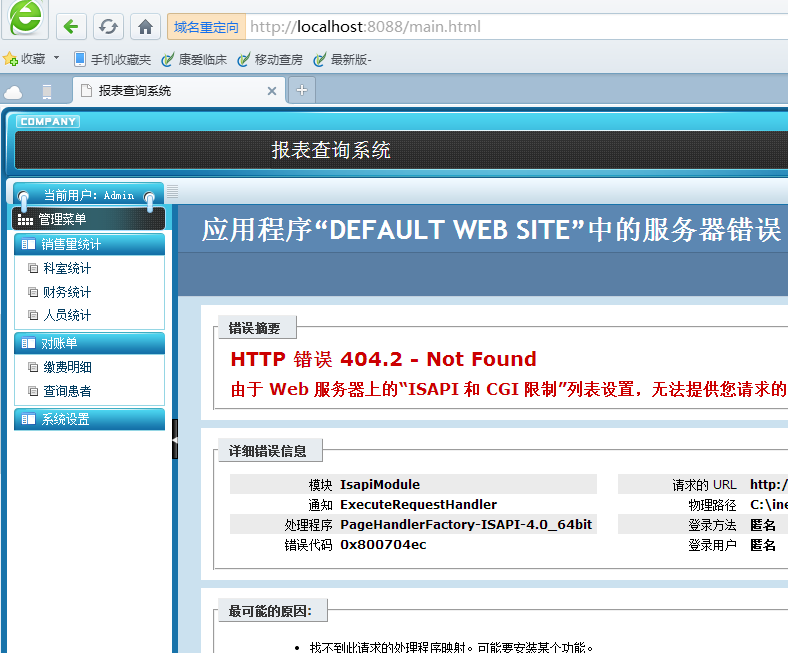 域名重定向 http://localhost:8088/main.html
收藏 手机收藏夹 康爱临床 移动查房 最新版-
报表查询系统
COMPANY
报表查询系统
当前用户: Admin
管理菜单
销售量统计
科室统计
财务统计
人员统计
对账单
缴费明细
查询患者
系统设置
应用程序“DEFAULT WEB SITE”中的服务器错误
错误摘要
HTTP 错误 404.2 - Not Found
由于 Web 服务器上的“ISAPI 和 CGI 限制”列表设置，无法提供您请求的
详细错误信息
模块 IsapiModule
通知 ExecuteRequestHandler
处理程序 PageHandlerFactory-ISAPI-4.0_64bit
错误代码 0x800704ec
请求的 URL http:/
物理路径 C:\ine
登录方法 匿名
登录用户 匿名
最可能的原因:
• 找不到此请求的处理程序映射。可能要安装某个功能。